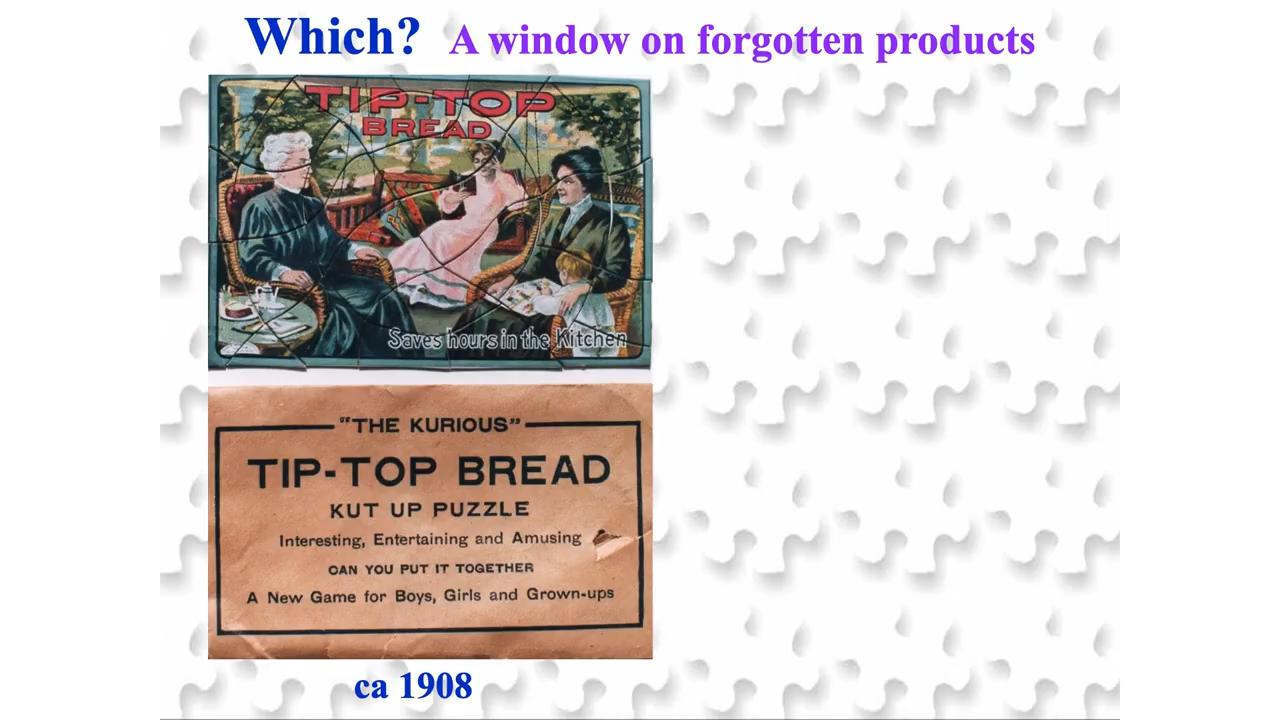 Which? A window on forgotten products
TIP-TOP
BREAD
Saves hours in the Kitchen
"THE KURIOUS"
TIP-TOP BREAD
KUT UP PUZZLE
Interesting, Entertaining and Amusing
CAN YOU PUT IT TOGETHER
A New Game for Boys, Girls and Grown-ups
ca 1908